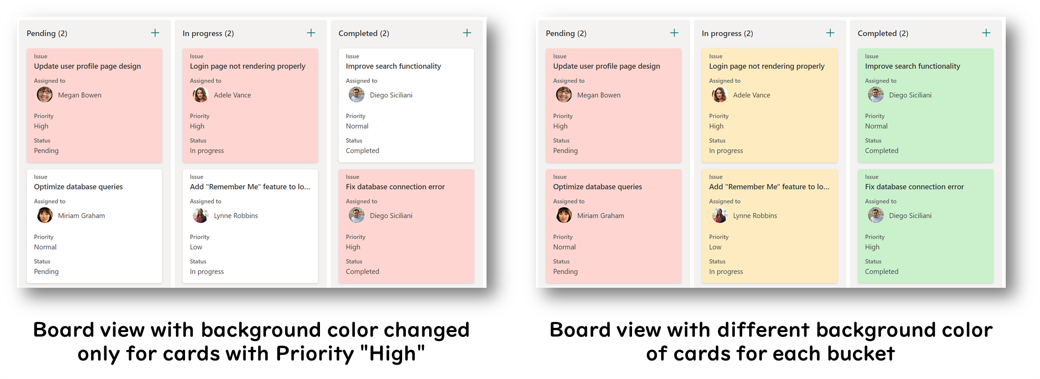 Pending (2) +
Issue
Update user profile page design
Assigned to
Megan Bowen
Priority
High
Status
Pending
Issue
Optimize database queries
Assigned to
Miriam Graham
Priority
Normal
Status
Pending
In progress (2) +
Issue
Login page not rendering properly
Assigned to
Adele Vance
Priority
High
Status
In progress
Issue
Add "Remember Me" feature to lo...
Assigned to
Lynne Robbins
Priority
Low
Status
In progress
Completed (2) +
Issue
Improve search functionality
Assigned to
Diego Siciliani
Priority
Normal
Status
Completed
Issue
Fix database connection error
Assigned to
Diego Siciliani
Priority
High
Status
Completed
Board view with background color changed
only for cards with Priority "High"
Pending (2) +
Issue
Update user profile page design
Assigned to
Megan Bowen
Priority
High
Status
Pending
Issue
Optimize database queries
Assigned to
Miriam Graham
Priority
Normal
Status
Pending
In progress (2) +
Issue
Login page not rendering properly
Assigned to
Adele Vance
Priority
High
Status
In progress
Issue
Add "Remember Me" feature to lo...
Assigned to
Lynne Robbins
Priority
Low
Status
In progress
Completed (2) +
Issue
Improve search functionality
Assigned to
Diego Siciliani
Priority
Normal
Status
Completed
Issue
Fix database connection error
Assigned to
Diego Siciliani
Priority
High
Status
Completed
Board view with different background color
of cards for each bucket